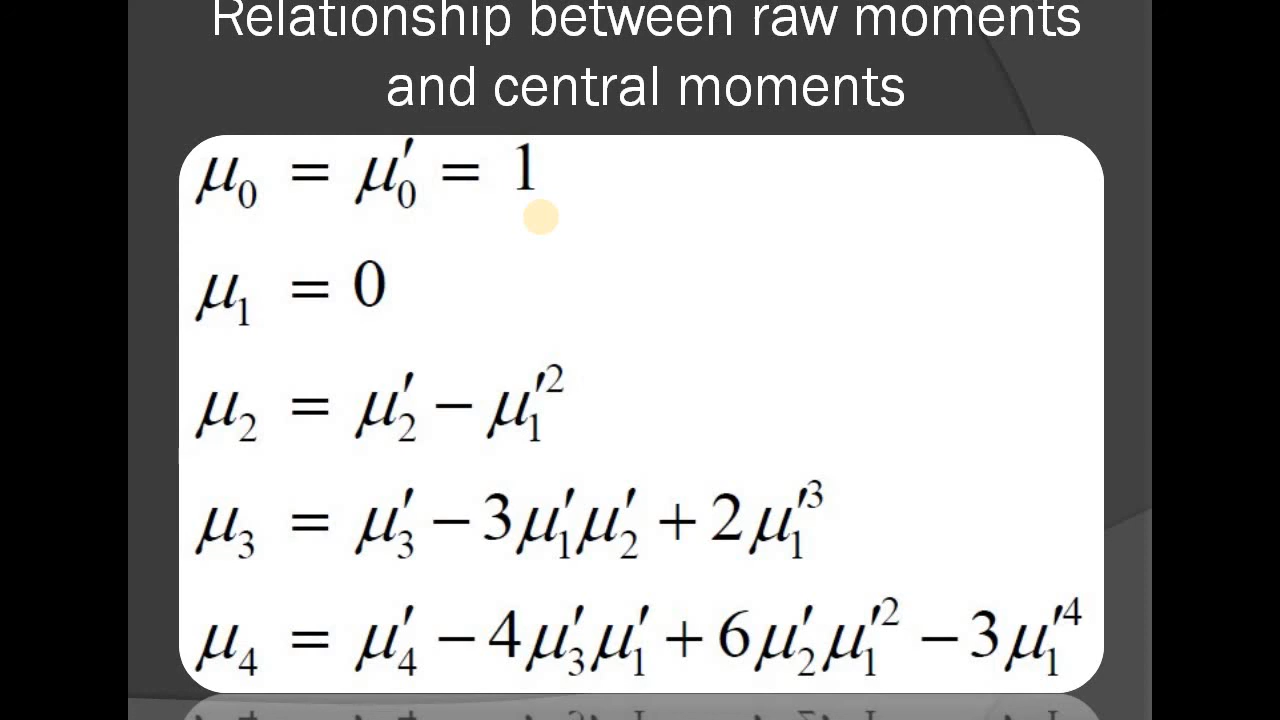 Relationship between raw moments
and central moments
μ₀ = μ′₀ = 1
μ₁ = 0
μ₂ = μ′₂ − μ′₁²
μ₃ = μ′₃ − 3μ′₁μ′₂ + 2μ′₁³
μ₄ = μ′₄ − 4μ′₃μ′₁ + 6μ′₂μ′₁² − 3μ′₁⁴